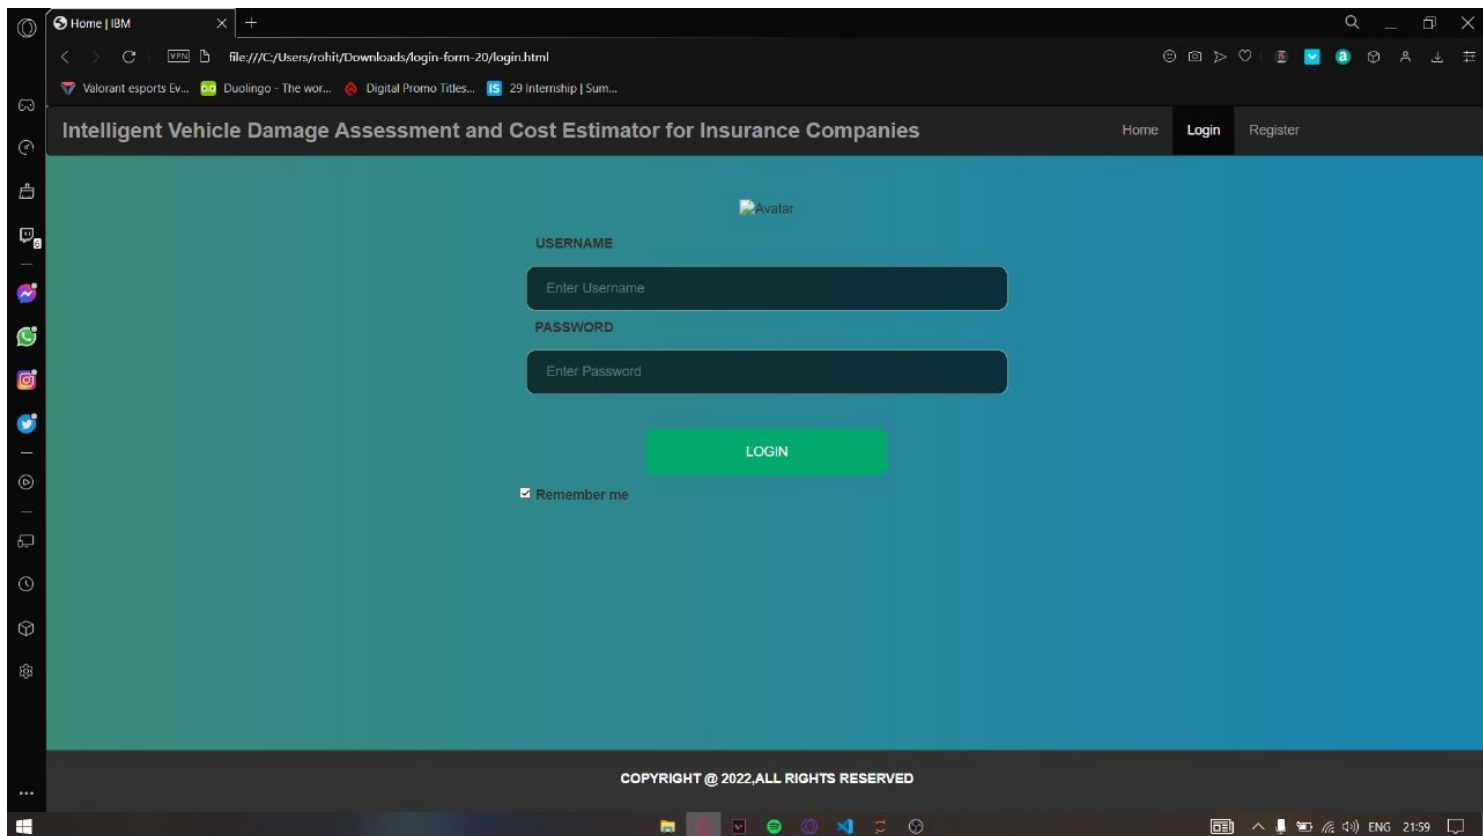 Home | IBM
VPN file:///C:/Users/rohit/Downloads/login-form-20/login.html
Valorant esports Ev... Duolingo - The wor... Digital Promo Titles... IS 29 Internship | Sum...
Intelligent Vehicle Damage Assessment and Cost Estimator for Insurance Companies Home Login Register
Avatar
USERNAME
Enter Username
PASSWORD
Enter Password
LOGIN
Remember me
COPYRIGHT @ 2022,ALL RIGHTS RESERVED
ENG 21:59